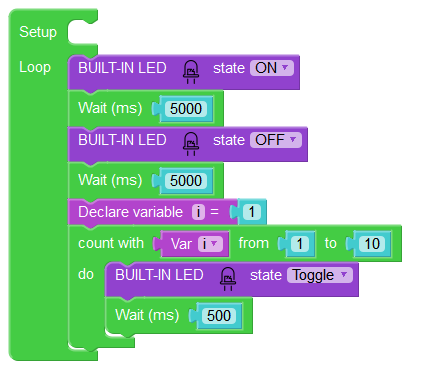 Setup
Loop
BUILT-IN LED state ON
Wait (ms) 5000
BUILT-IN LED state OFF
Wait (ms) 5000
Declare variable i = 1
count with Var i from 1 to 10
do BUILT-IN LED state Toggle
Wait (ms) 500